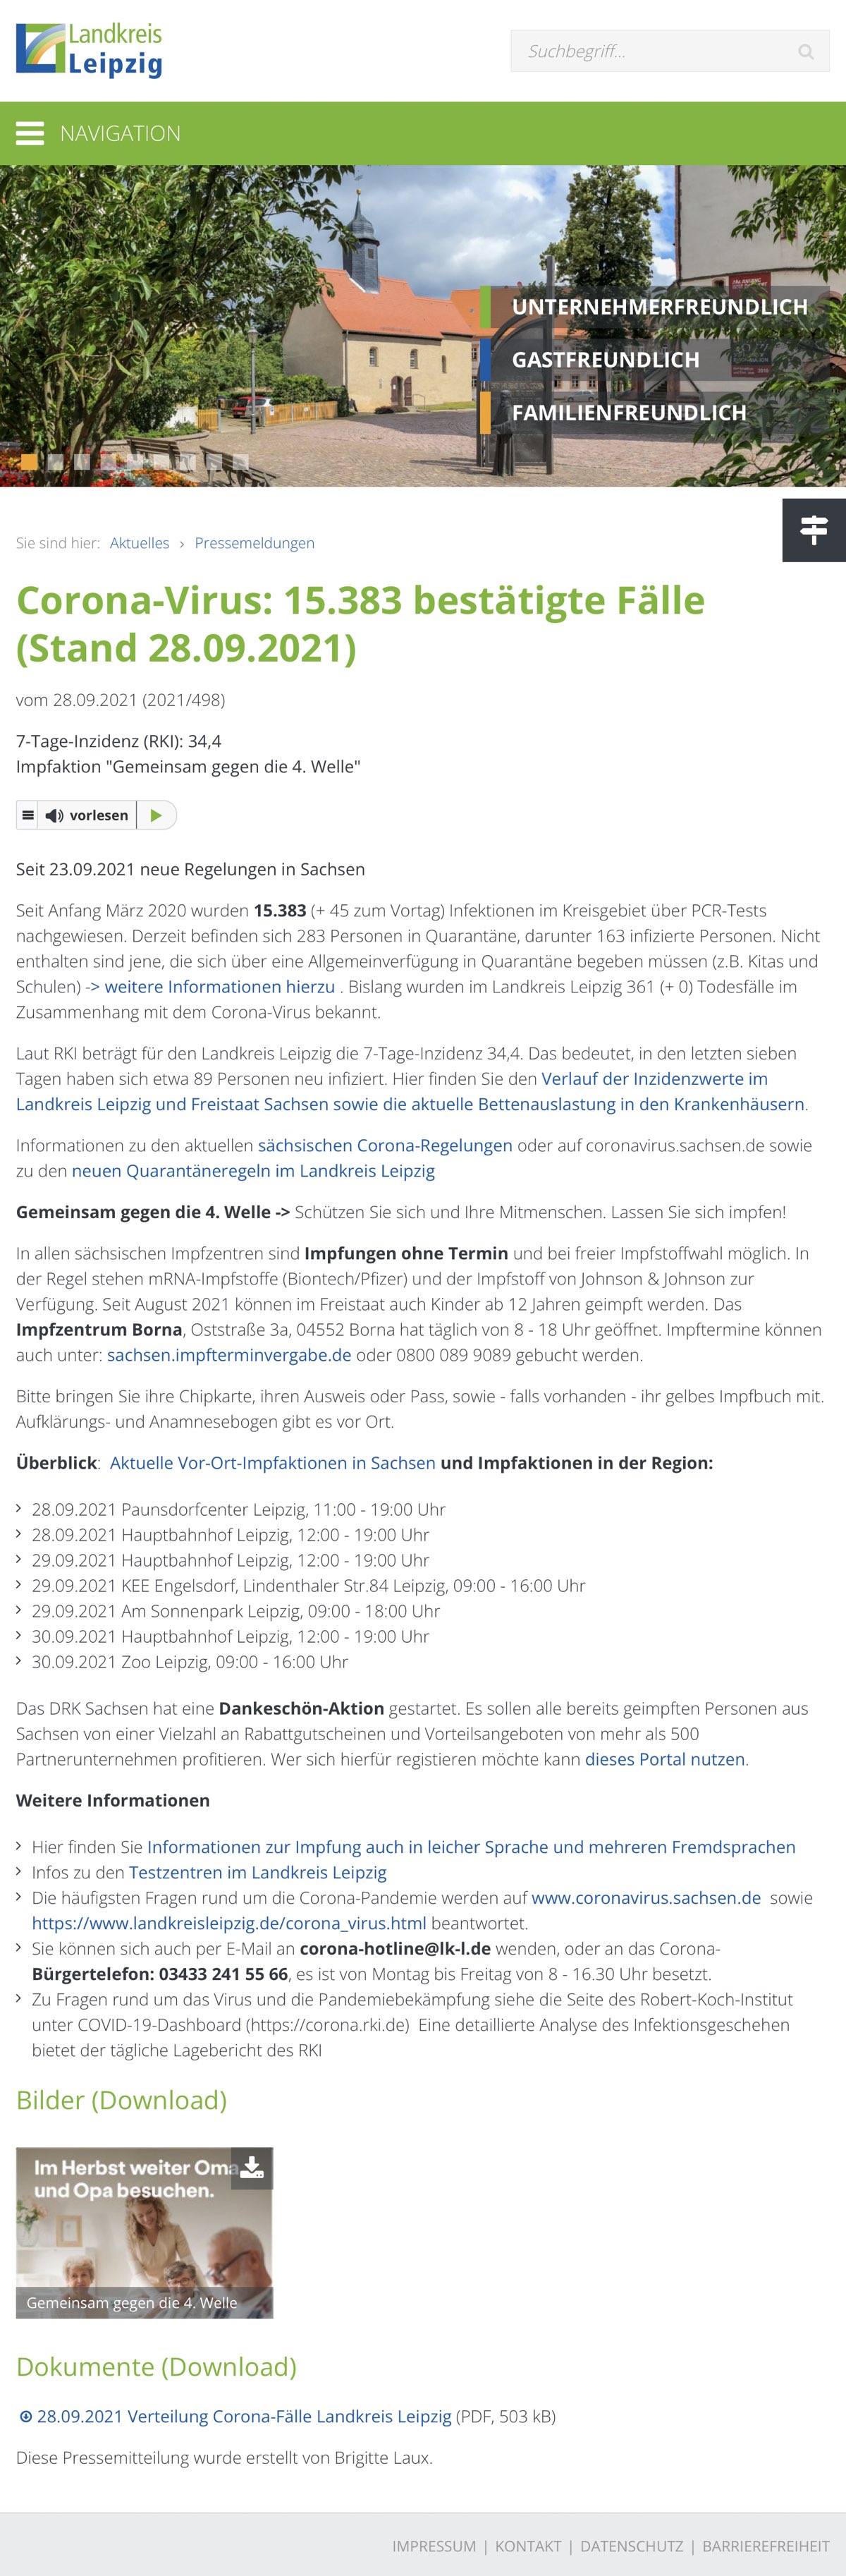 Landkreis
Leipzig
Suchbegriff...
NAVIGATION
UNTERNEHMERFREUNDLICH
GASTFREUNDLICH
FAMILIENFREUNDLICH
Sie sind hier: Aktuelles › Pressemeldungen
Corona-Virus: 15.383 bestätigte Fälle
(Stand 28.09.2021)
vom 28.09.2021 (2021/498)
7-Tage-Inzidenz (RKI): 34,4
Impfaktion "Gemeinsam gegen die 4. Welle"
vorlesen
Seit 23.09.2021 neue Regelungen in Sachsen
Seit Anfang März 2020 wurden 15.383 (+ 45 zum Vortag) Infektionen im Kreisgebiet über PCR-Tests
nachgewiesen. Derzeit befinden sich 283 Personen in Quarantäne, darunter 163 infizierte Personen. Nicht
enthalten sind jene, die sich über eine Allgemeinverfügung in Quarantäne begeben müssen (z.B. Kitas und
Schulen) -> weitere Informationen hierzu . Bislang wurden im Landkreis Leipzig 361 (+ 0) Todesfälle im
Zusammenhang mit dem Corona-Virus bekannt.
Laut RKI beträgt für den Landkreis Leipzig die 7-Tage-Inzidenz 34,4. Das bedeutet, in den letzten sieben
Tagen haben sich etwa 89 Personen neu infiziert. Hier finden Sie den Verlauf der Inzidenzwerte im
Landkreis Leipzig und Freistaat Sachsen sowie die aktuelle Bettenauslastung in den Krankenhäusern.
Informationen zu den aktuellen sächsischen Corona-Regelungen oder auf coronavirus.sachsen.de sowie
zu den neuen Quarantäneregeln im Landkreis Leipzig
Gemeinsam gegen die 4. Welle -> Schützen Sie sich und Ihre Mitmenschen. Lassen Sie sich impfen!
In allen sächsischen Impfzentren sind Impfungen ohne Termin und bei freier Impfstoffwahl möglich. In
der Regel stehen mRNA-Impfstoffe (Biontech/Pfizer) und der Impfstoff von Johnson & Johnson zur
Verfügung. Seit August 2021 können im Freistaat auch Kinder ab 12 Jahren geimpft werden. Das
Impfzentrum Borna, Oststraße 3a, 04552 Borna hat täglich von 8 - 18 Uhr geöffnet. Impftermine können
auch unter: sachsen.impfterminvergabe.de oder 0800 089 9089 gebucht werden.
Bitte bringen Sie ihre Chipkarte, ihren Ausweis oder Pass, sowie - falls vorhanden - ihr gelbes Impfbuch mit.
Aufklärungs- und Anamnesebogen gibt es vor Ort.
Überblick: Aktuelle Vor-Ort-Impfaktionen in Sachsen und Impfaktionen in der Region:
› 28.09.2021 Paunsdorfcenter Leipzig, 11:00 - 19:00 Uhr
› 28.09.2021 Hauptbahnhof Leipzig, 12:00 - 19:00 Uhr
› 29.09.2021 Hauptbahnhof Leipzig, 12:00 - 19:00 Uhr
› 29.09.2021 KEE Engelsdorf, Lindenthaler Str.84 Leipzig, 09:00 - 16:00 Uhr
› 29.09.2021 Am Sonnenpark Leipzig, 09:00 - 18:00 Uhr
› 30.09.2021 Hauptbahnhof Leipzig, 12:00 - 19:00 Uhr
› 30.09.2021 Zoo Leipzig, 09:00 - 16:00 Uhr
Das DRK Sachsen hat eine Dankeschön-Aktion gestartet. Es sollen alle bereits geimpften Personen aus
Sachsen von einer Vielzahl an Rabattgutscheinen und Vorteilsangeboten von mehr als 500
Partnerunternehmen profitieren. Wer sich hierfür registieren möchte kann dieses Portal nutzen.
Weitere Informationen
› Hier finden Sie Informationen zur Impfung auch in leicher Sprache und mehreren Fremdsprachen
› Infos zu den Testzentren im Landkreis Leipzig
› Die häufigsten Fragen rund um die Corona-Pandemie werden auf www.coronavirus.sachsen.de sowie
https://www.landkreisleipzig.de/corona_virus.html beantwortet.
› Sie können sich auch per E-Mail an corona-hotline@lk-l.de wenden, oder an das Corona-
Bürgertelefon: 03433 241 55 66, es ist von Montag bis Freitag von 8 - 16.30 Uhr besetzt.
› Zu Fragen rund um das Virus und die Pandemiebekämpfung siehe die Seite des Robert-Koch-Institut
unter COVID-19-Dashboard (https://corona.rki.de) Eine detaillierte Analyse des Infektionsgeschehen
bietet der tägliche Lagebericht des RKI
Bilder (Download)
Im Herbst weiter Oma
und Opa besuchen.
Gemeinsam gegen die 4. Welle
Dokumente (Download)
28.09.2021 Verteilung Corona-Fälle Landkreis Leipzig (PDF, 503 kB)
Diese Pressemitteilung wurde erstellt von Brigitte Laux.
IMPRESSUM | KONTAKT | DATENSCHUTZ | BARRIEREFREIHEIT